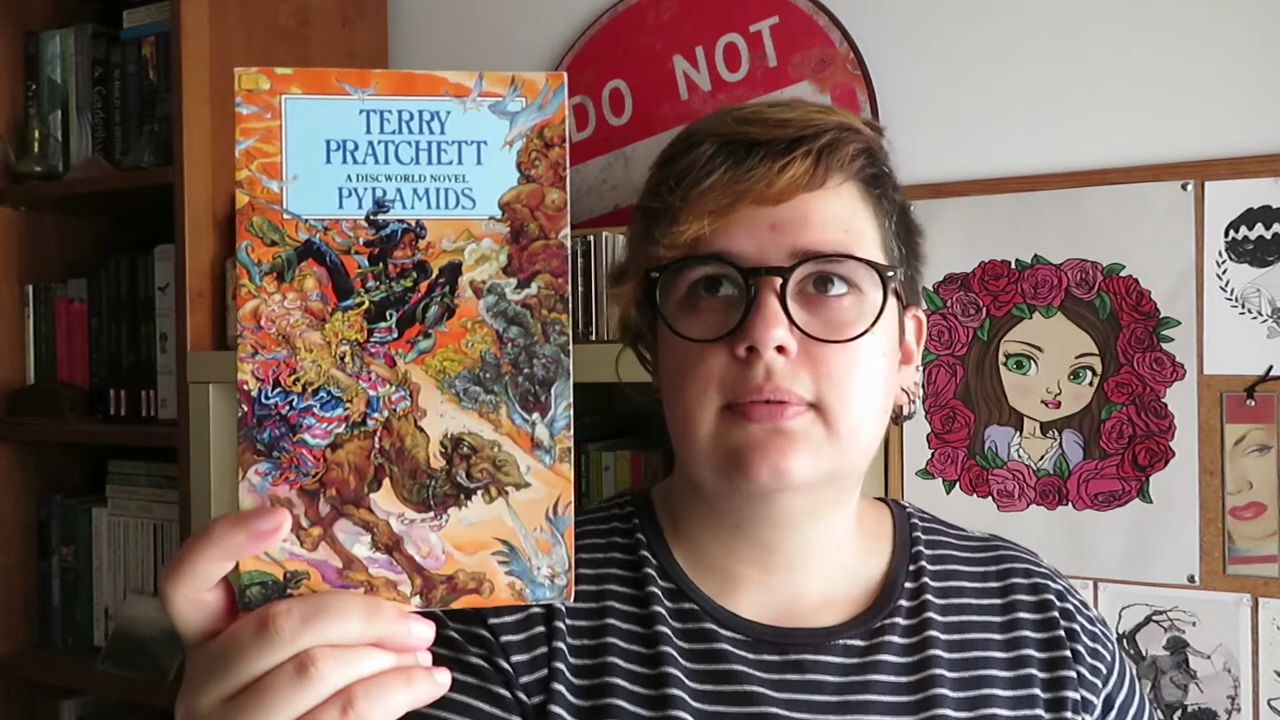 TERRY
PRATCHETT
A DISCWORLD NOVEL
PYRAMIDS
DO NOT